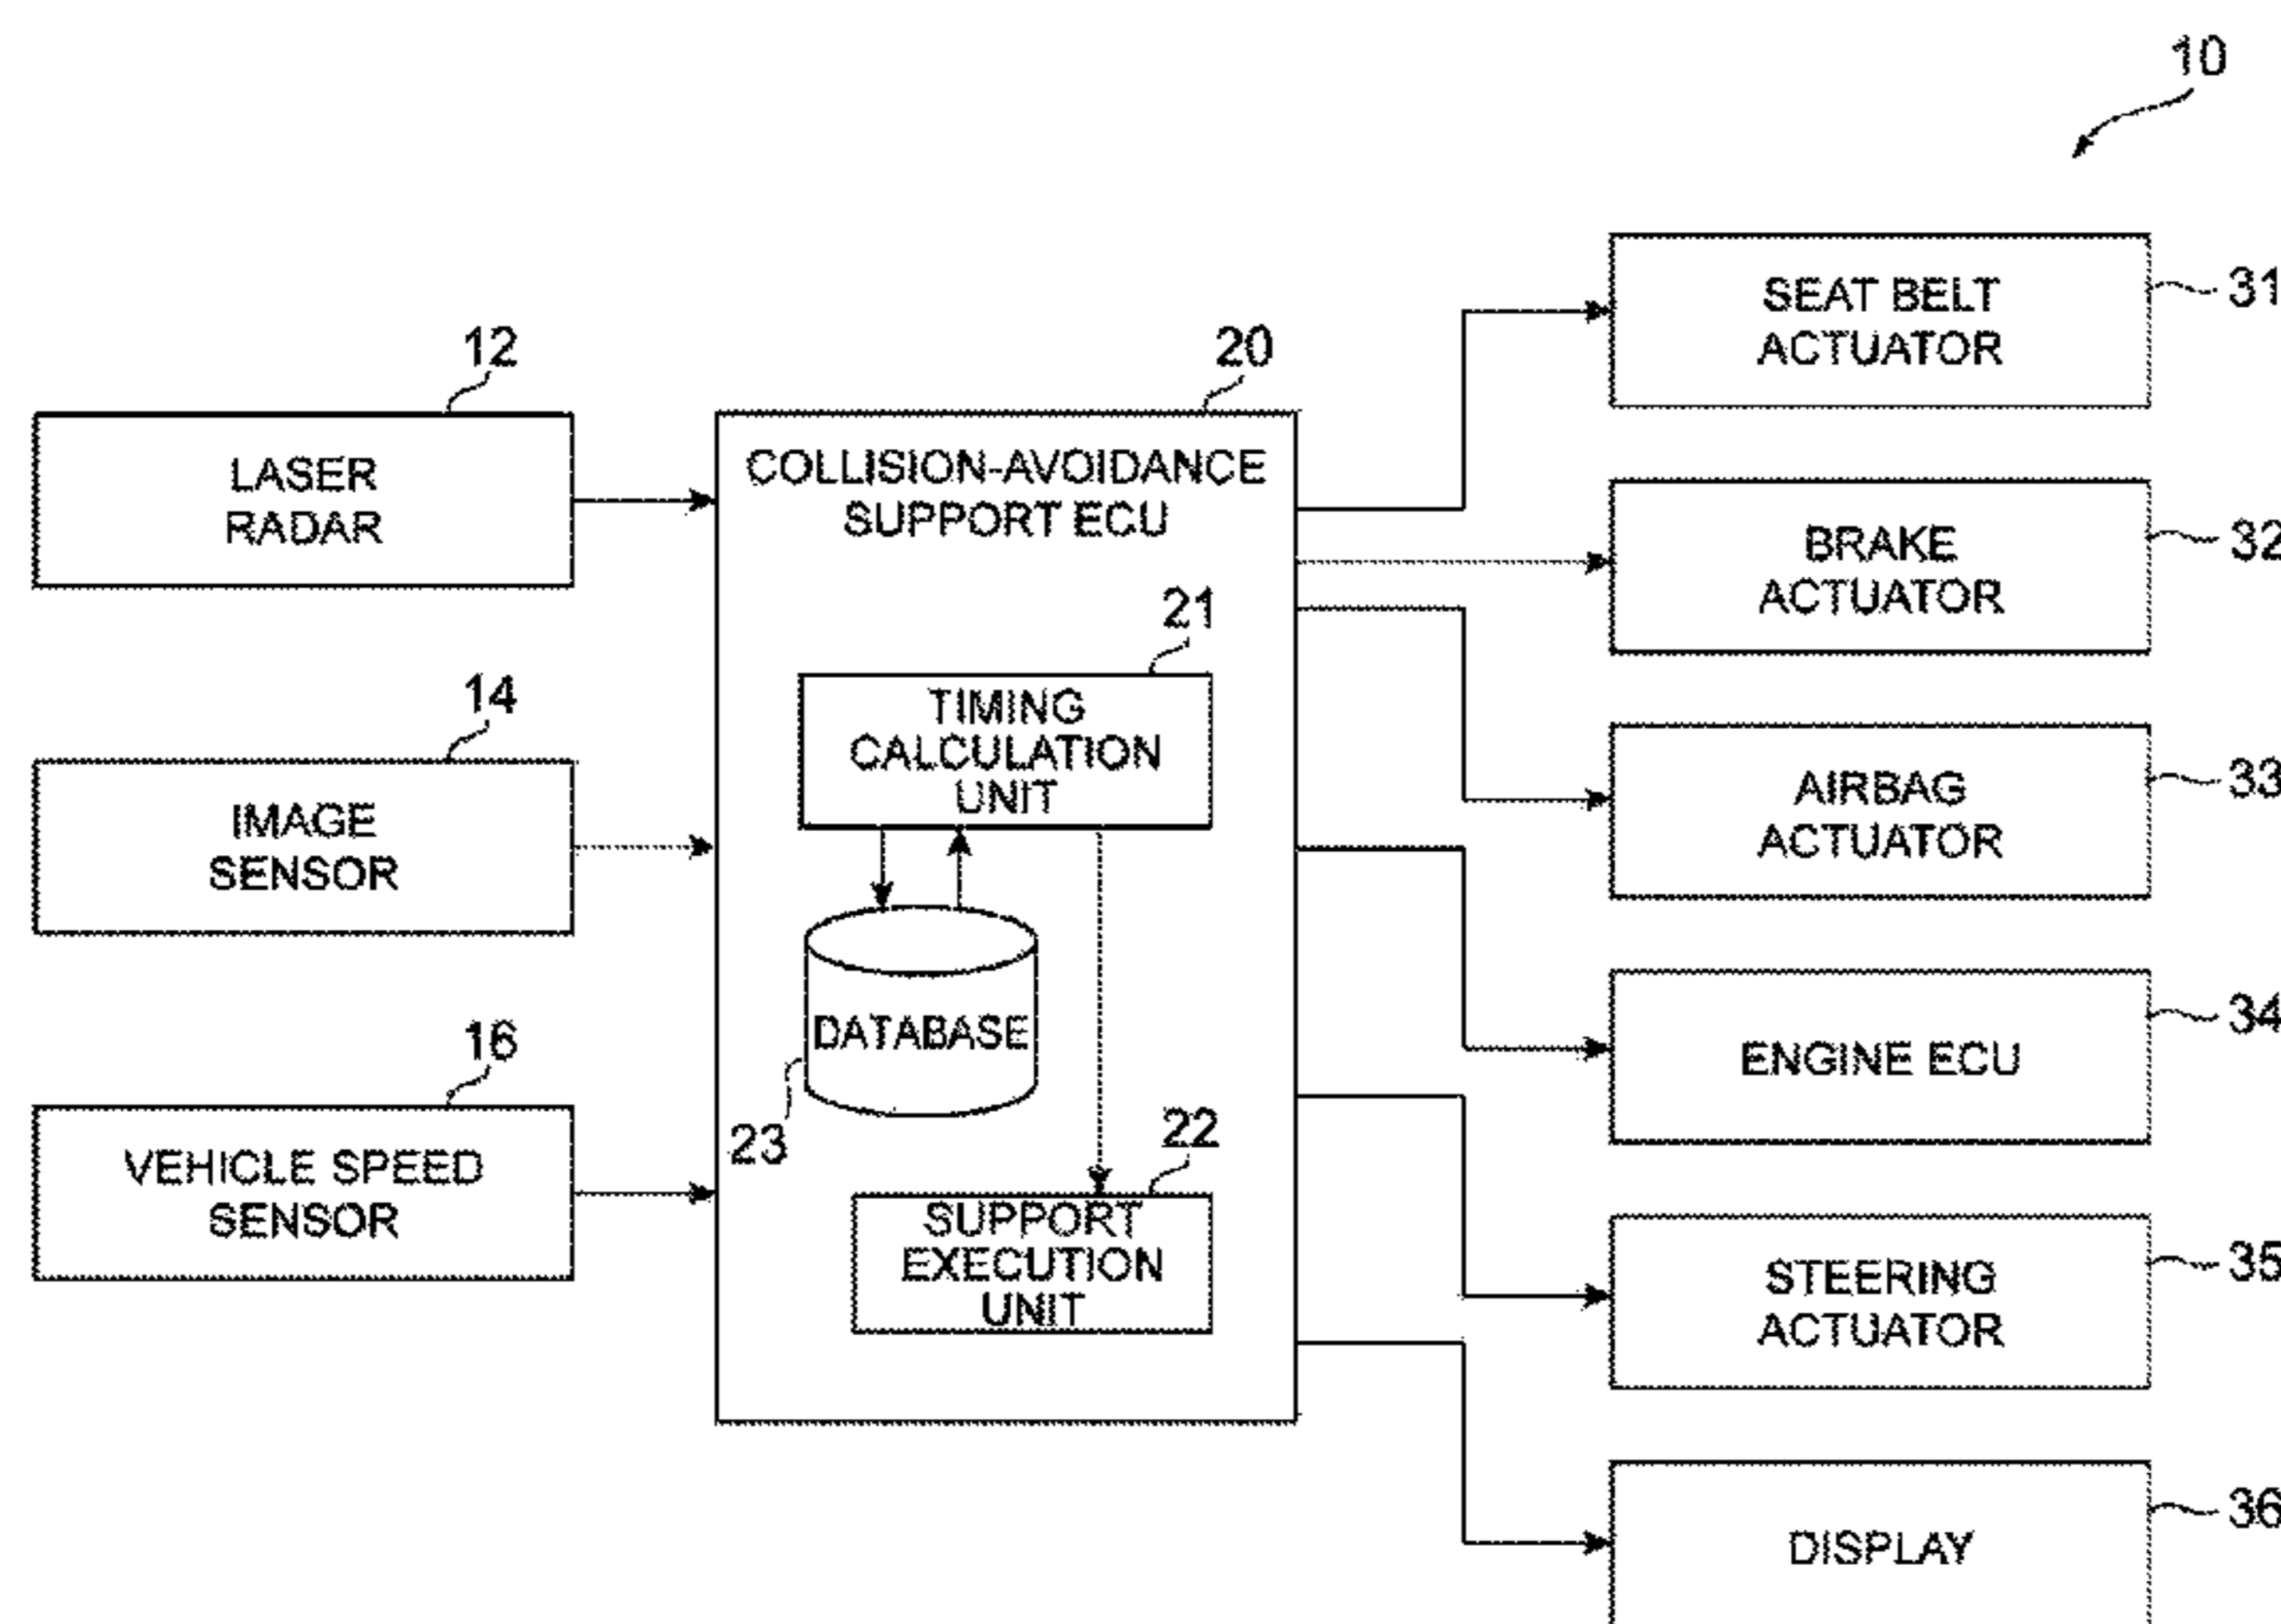 10
12
LASER
RADAR
14
IMAGE
SENSOR
16
VEHICLE SPEED
SENSOR
20
COLLISION-AVOIDANCE
SUPPORT ECU
21
TIMING
CALCULATION
UNIT
DATABASE
23
22
SUPPORT
EXECUTION
UNIT
SEAT BELT
ACTUATOR
31
BRAKE
ACTUATOR
32
AIRBAG
ACTUATOR
33
ENGINE ECU
34
STEERING
ACTUATOR
35
DISPLAY
36